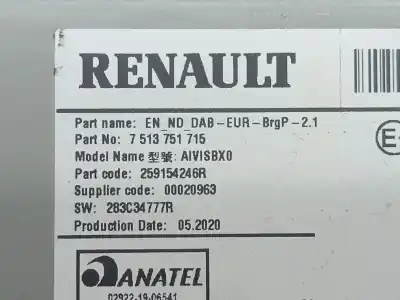 RENAULT
Part name: EN_ND_DAB-EUR-BrgP-2.1
Part No: 7 513 751 715
Model Name 型號: AIVISBX0
Part code: 259154246R
Supplier code: 00020963
SW: 283C34777R
Production Date: 05.2020
E
ANATEL
02922-19-06541